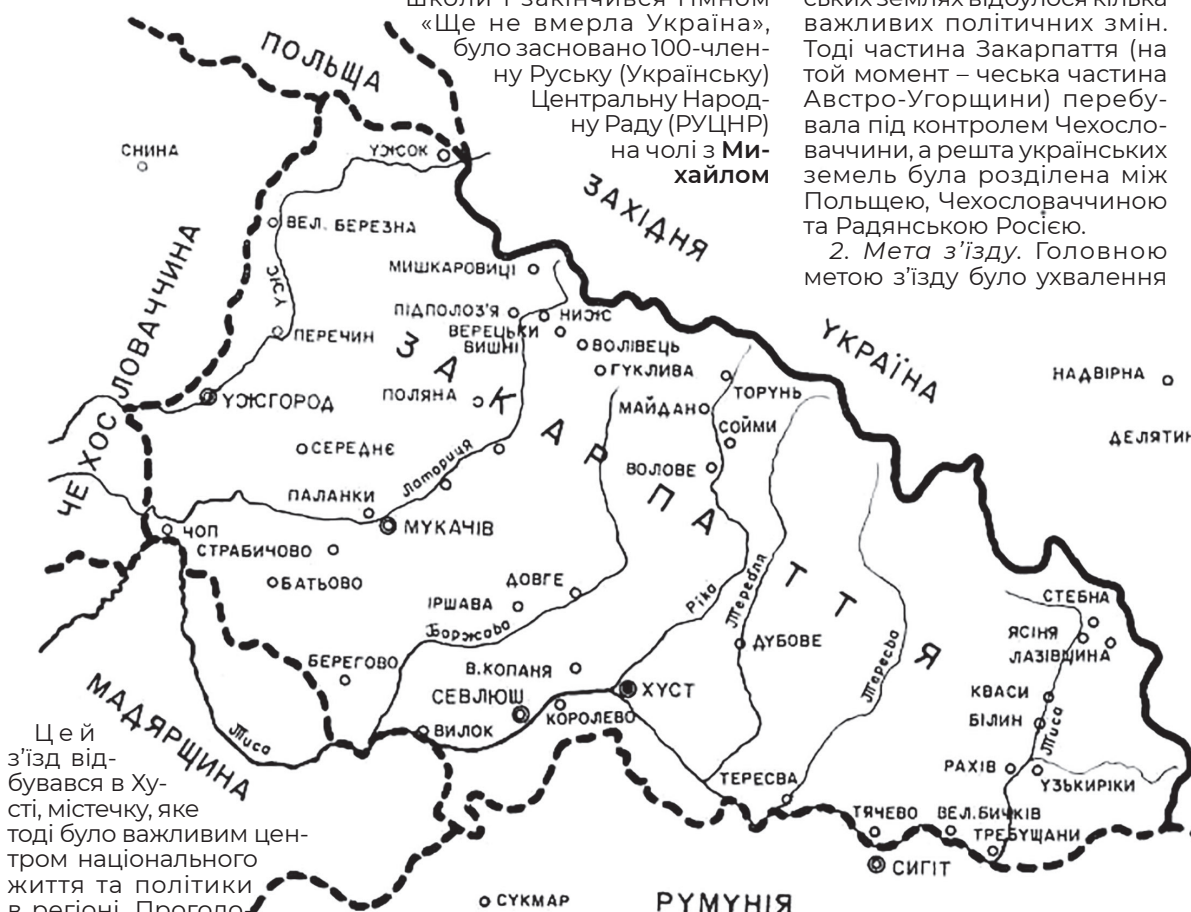 школи і закінчився гімном
«Ще не вмерла Україна»,
було засновано 100-член-
ну Руську (Українську)
Центральну Народ-
ну Раду (РУЦНР)
на чолі з Ми-
хайлом
ських землях відбулося кілька
важливих політичних змін.
Тоді частина Закарпаття (на
той момент – чеська частина
Австро-Угорщини) перебу-
вала під контролем Чехосло-
ваччини, а решта українських
земель була розділена між
Польщею, Чехословаччиною
та Радянською Росією.
2. Мета з’їзду. Головною
метою з’їзду було ухвалення
Цей
з’їзд від-
бувався в Ху-
сті, містечку, яке
тоді було важливим цен-
тром національного
життя та політики
в регіоні. Проголо-
ПОЛЬЩА
СНИНА
УЖОК
ЗАХІДНЯ
УКРАЇНА
ВЕЛ. БЕРЕЗНА
УЖ
МИШКАРОВИЦІ
ПІДПОЛОЗ’Я
НИЖ
ВЕРЕЦЬКИ
ВИШНІ
ВОЛІВЕЦЬ
ПЕРЕЧИН
ГУКЛИВА
ТОРУНЬ
НАДВІРНА
ДЕЛЯТИН
ПОЛЯНА
МАЙДАН
СОЙМИ
ЧЕХОСЛОВАЧЧИНА
УЖГОРОД
ЗАКАРПАТТЯ
СЕРЕДНЄ
Латориця
ВОЛОВЕ
ПАЛАНКИ
МУКАЧІВ
ЧОП
СТРАБИЧОВО
БАТЬОВО
ДОВГЕ
ІРШАВА
Боржава
Ріка
Теребля
ДУБОВЕ
Тересва
СТЕБНА
ЯСІНЯ
ЛАЗІВЩИНА
БЕРЕГОВО
В.КОПАНЯ
СЕВЛЮШ
ХУСТ
КВАСИ
БІЛИН
Тиса
МАДЯРЩИНА
Тиса
ВИЛОК
КОРОЛЕВО
ТЕРЕСВА
РАХІВ
УЗЬКИРІКИ
ТЯЧЕВО
ВЕЛ.БИЧКІВ
ТРЕБУШАНИ
СИГІТ
СУКМАР
РУМУНІЯ